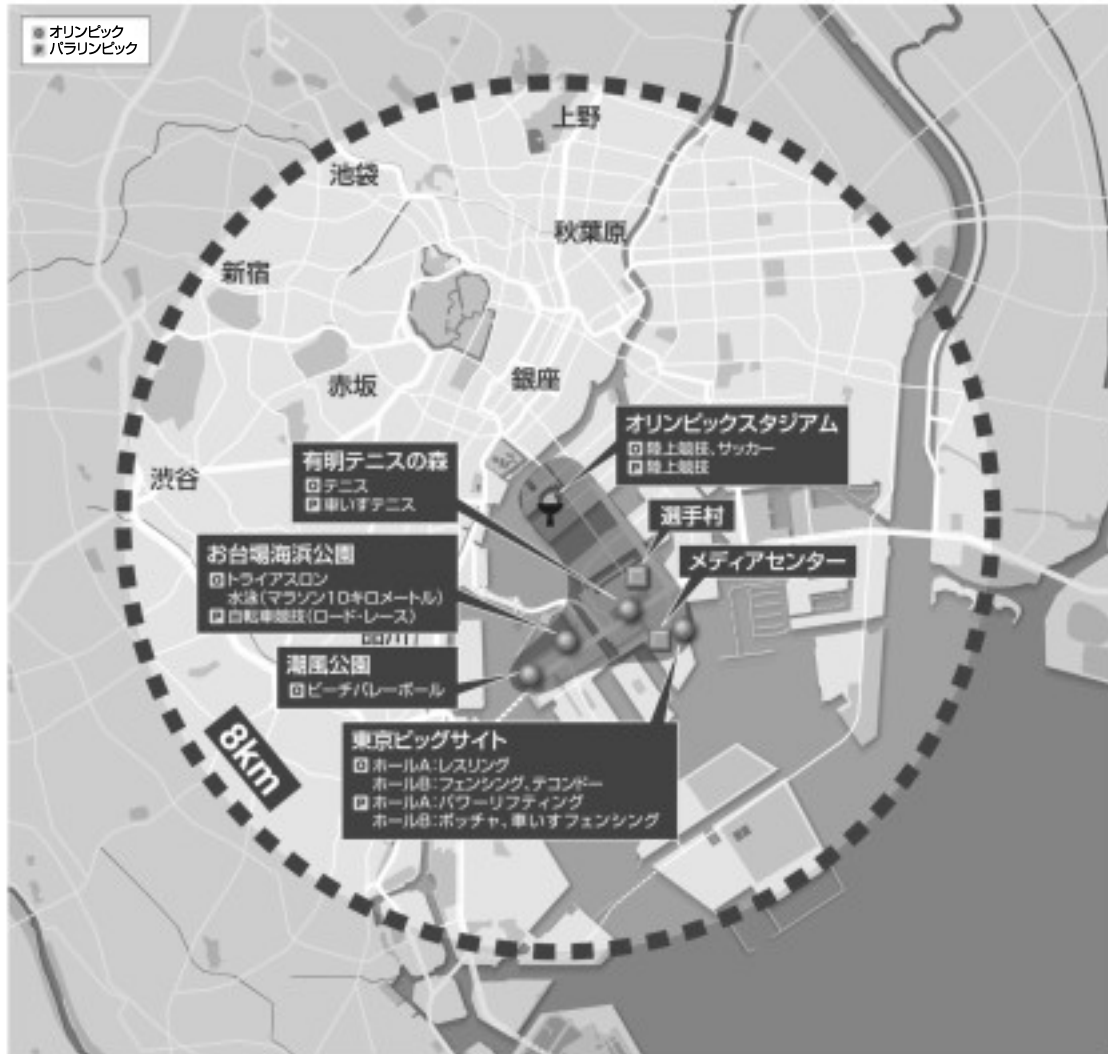 オリンピック
パラリンピック
上野
池袋
秋葉原
新宿
赤坂
銀座
渋谷
オリンピックスタジアム
O 陸上競技、サッカー
P 陸上競技
有明テニスの森
O テニス
P 車いすテニス
選手村
メディアセンター
お台場海浜公園
O トライアスロン
水泳(マラソン10キロメートル)
P 自転車競技(ロード・レース)
潮風公園
O ビーチバレーボール
東京ビッグサイト
O ホールA:レスリング
ホールB:フェンシング、テコンドー
P ホールA:パワーリフティング
ホールB:ボッチャ、車いすフェンシング
8km